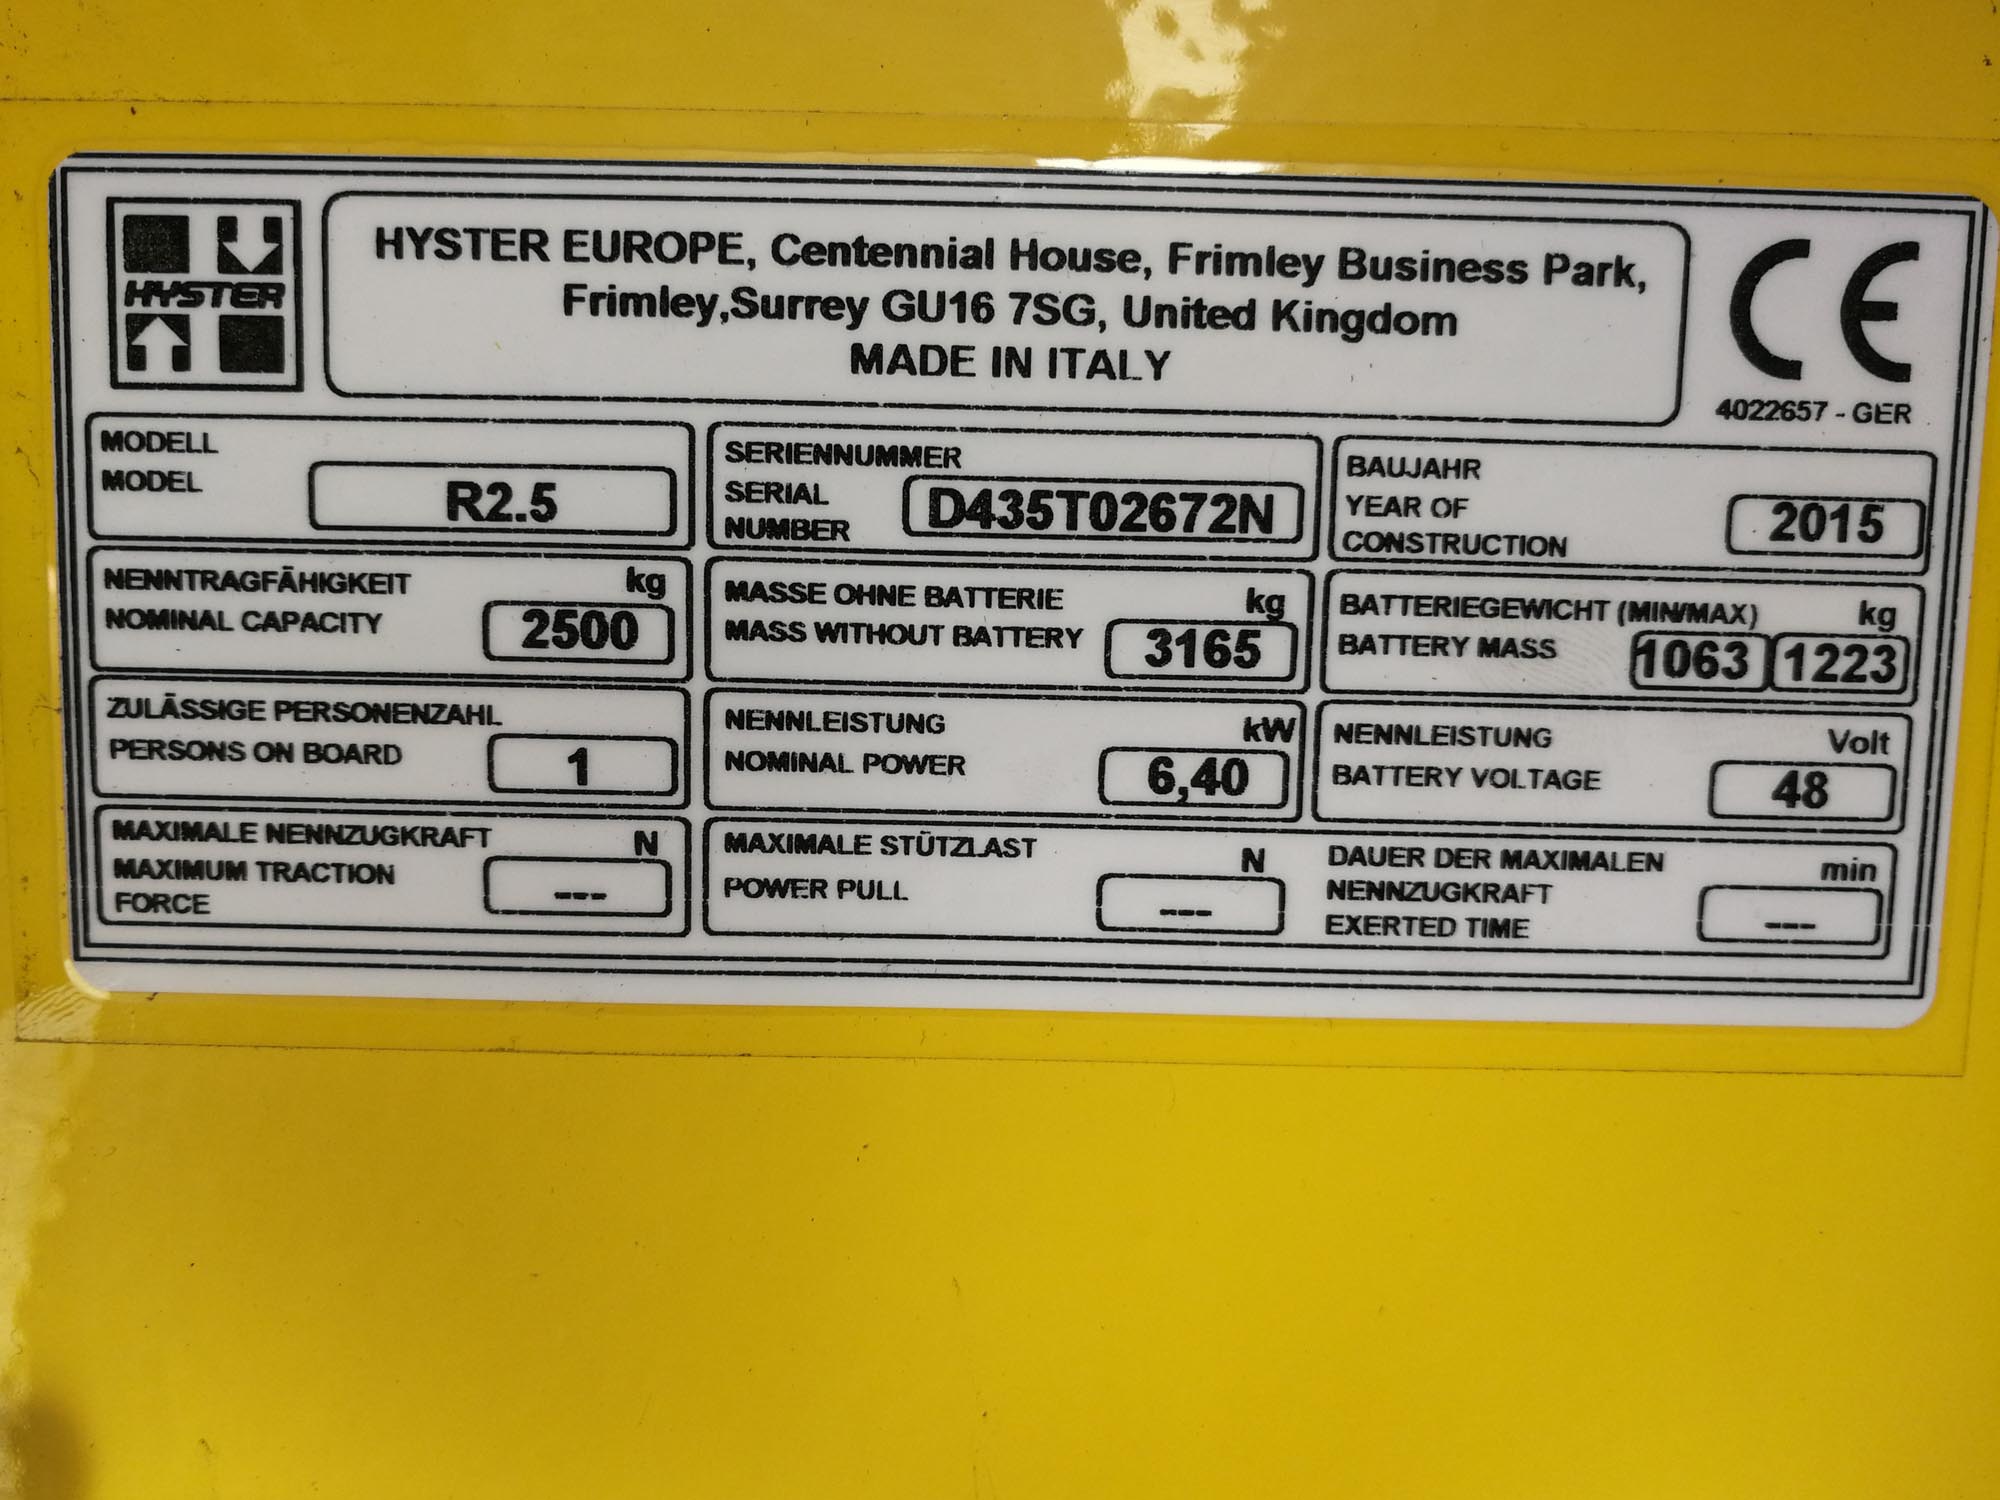 HYSTER
HYSTER EUROPE, Centennial House, Frimley Business Park,
Frimley,Surrey GU16 7SG, United Kingdom
MADE IN ITALY
CE
4022657 - GER
MODELL
MODEL
R2.5
SERIENNUMMER
SERIAL
NUMBER
D435T02672N
BAUJAHR
YEAR OF
CONSTRUCTION
2015
NENNTRAGFÄHIGKEIT kg
NOMINAL CAPACITY 2500
MASSE OHNE BATTERIE kg
MASS WITHOUT BATTERY 3165
BATTERIEGEWICHT (MIN/MAX) kg
BATTERY MASS 1063 1223
ZULÄSSIGE PERSONENZAHL
PERSONS ON BOARD 1
NENNLEISTUNG kW
NOMINAL POWER 6,40
NENNLEISTUNG Volt
BATTERY VOLTAGE 48
MAXIMALE NENNZUGKRAFT N
MAXIMUM TRACTION ---
FORCE
MAXIMALE STÜTZLAST N
POWER PULL ---
DAUER DER MAXIMALEN min
NENNZUGKRAFT
EXERTED TIME ---